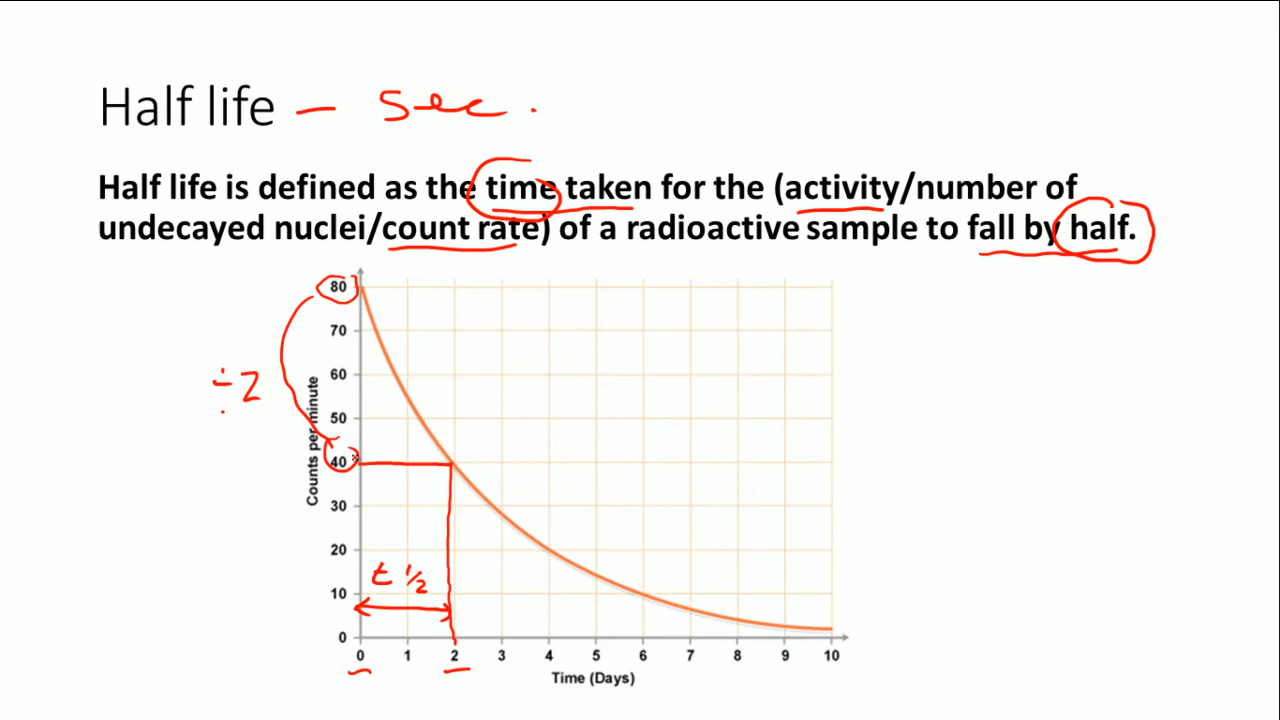 Half life – sec.
Half life is defined as the time taken for the (activity/number of
undecayed nuclei/count rate) of a radioactive sample to fall by half.
80
70
60
÷2
50
40
30
20
10
0
Counts per minute
t ½
0 1 2 3 4 5 6 7 8 9 10
Time (Days)